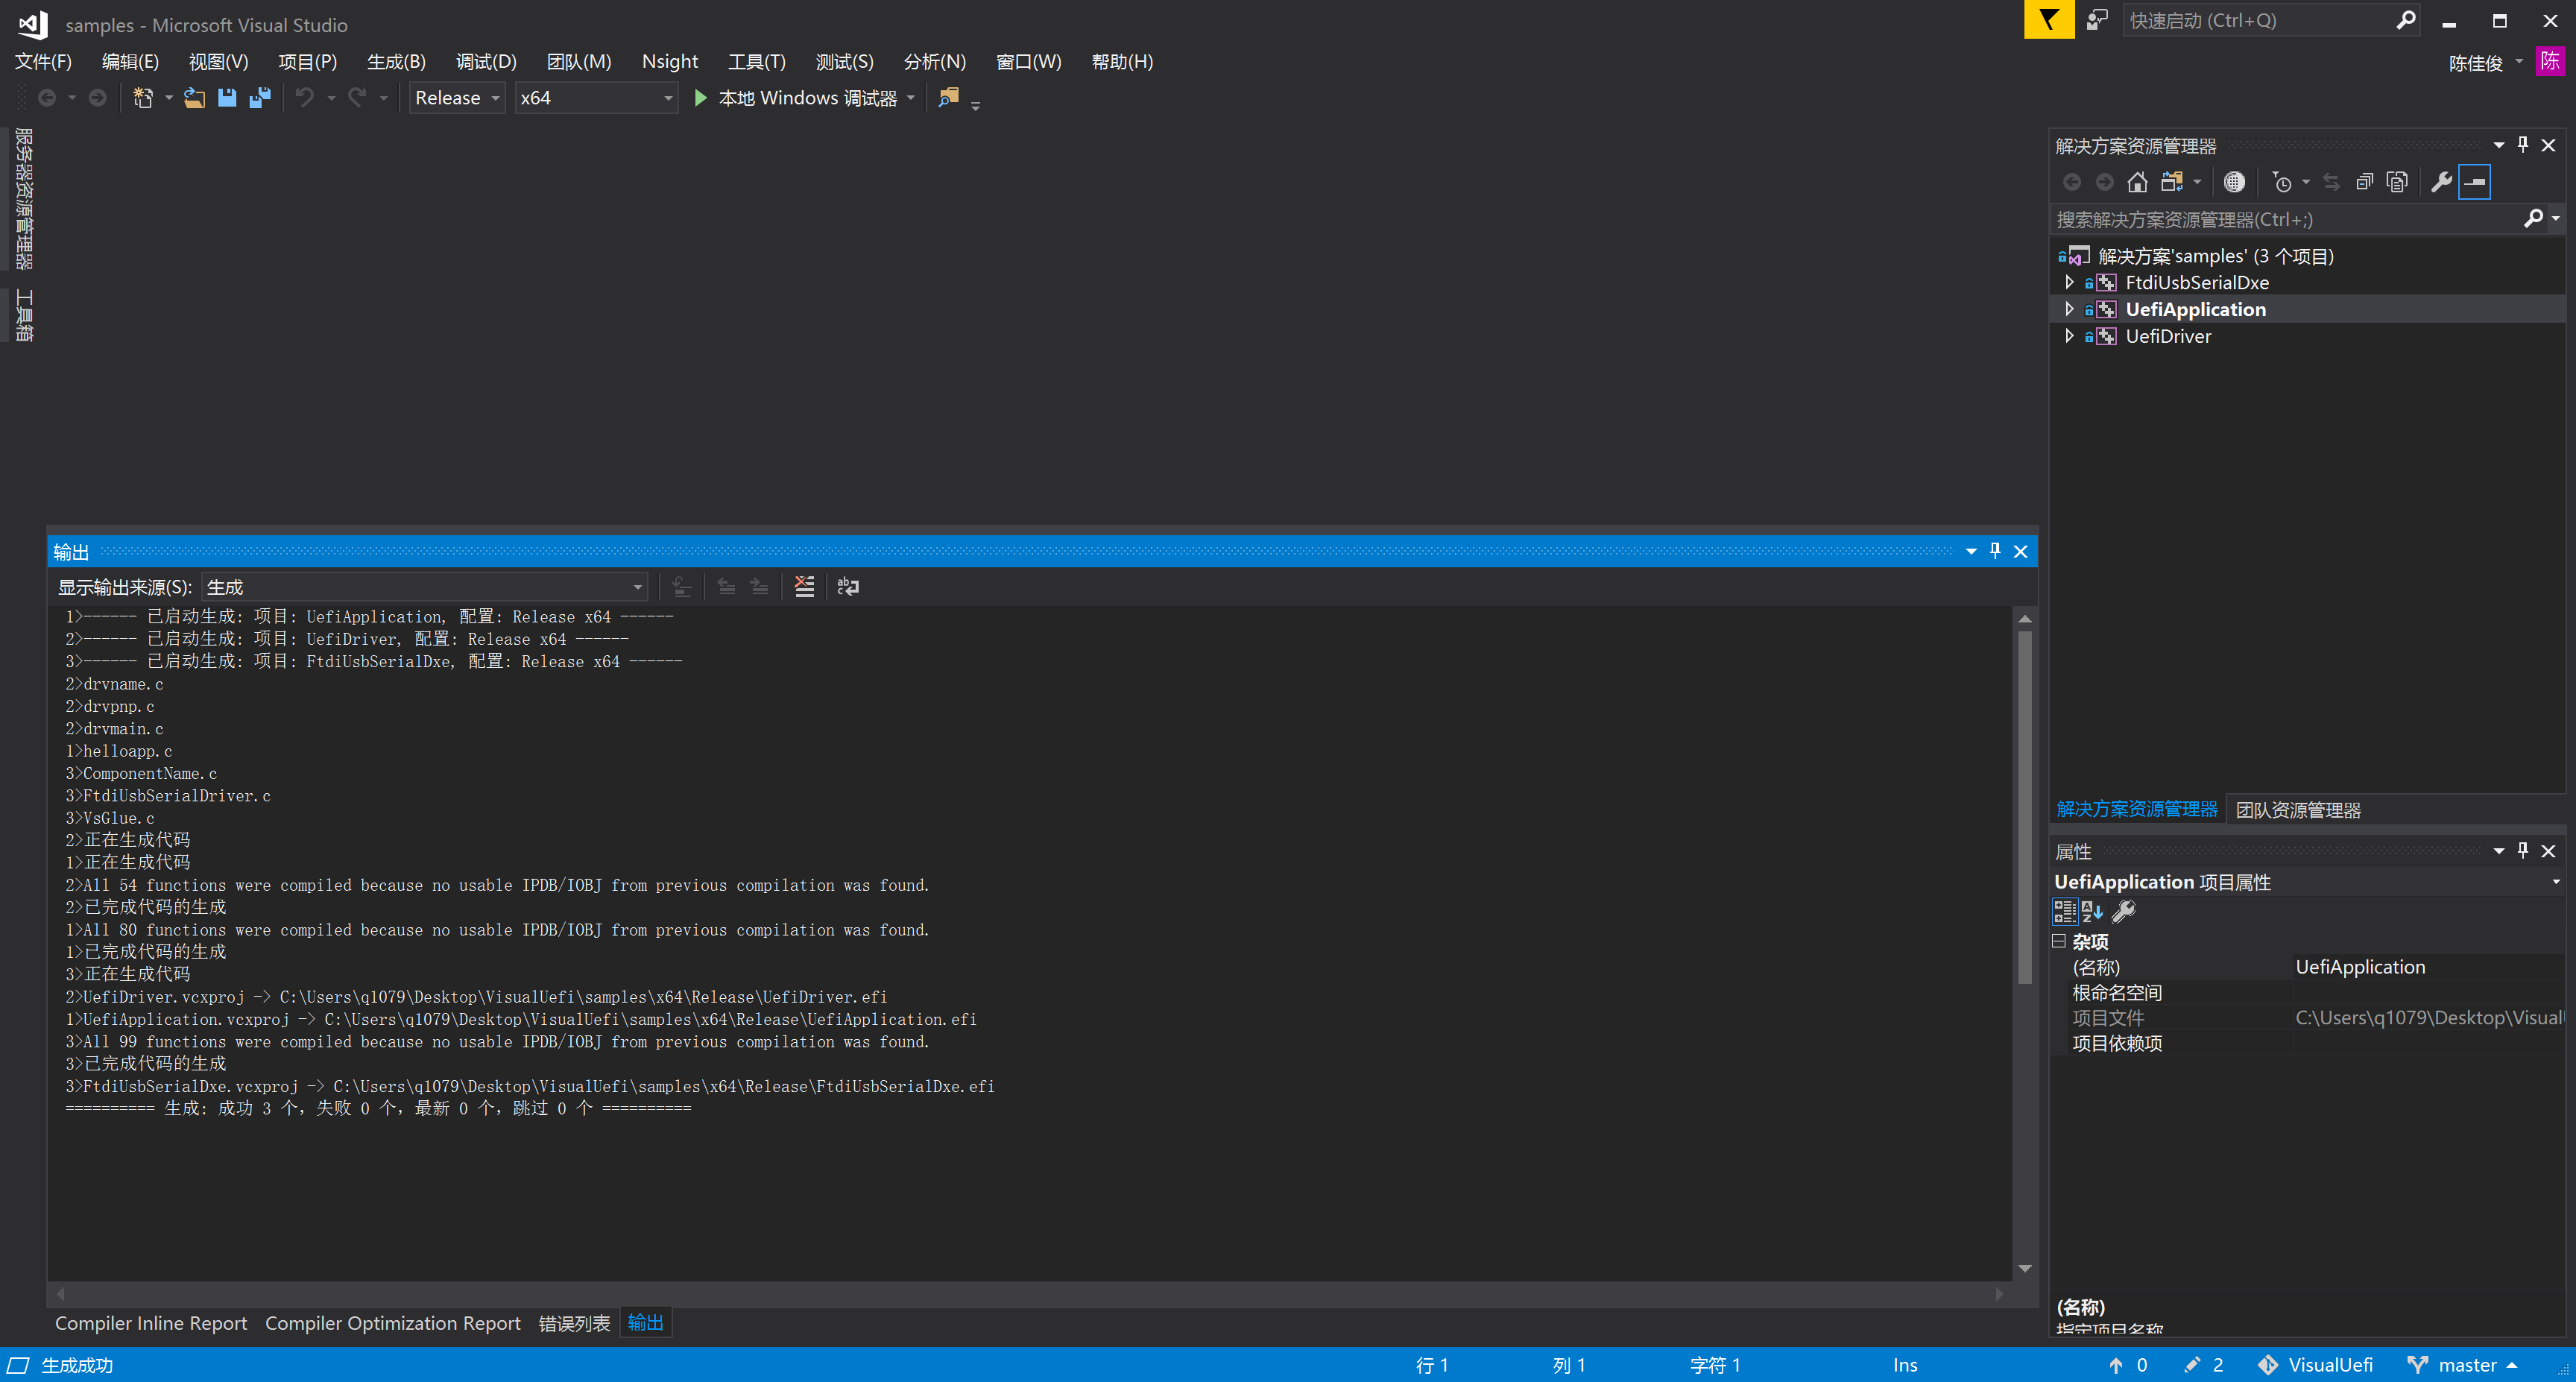 samples - Microsoft Visual Studio
快速启动 (Ctrl+Q)
文件(F) 编辑(E) 视图(V) 项目(P) 生成(B) 调试(D) 团队(M) Nsight 工具(T) 测试(S) 分析(N) 窗口(W) 帮助(H)
陈佳俊 陈
Release x64 本地 Windows 调试器
服务器资源管理器
工具箱
解决方案资源管理器
搜索解决方案资源管理器(Ctrl+;)
解决方案'samples' (3 个项目)
FtdiUsbSerialDxe
UefiApplication
UefiDriver
输出
显示输出来源(S): 生成
1>------ 已启动生成: 项目: UefiApplication, 配置: Release x64 ------
2>------ 已启动生成: 项目: UefiDriver, 配置: Release x64 ------
3>------ 已启动生成: 项目: FtdiUsbSerialDxe, 配置: Release x64 ------
2>drvname.c
2>drvpnp.c
2>drvmain.c
1>helloapp.c
3>ComponentName.c
3>FtdiUsbSerialDriver.c
3>VsGlue.c
2>正在生成代码
1>正在生成代码
2>All 54 functions were compiled because no usable IPDB/IOBJ from previous compilation was found.
2>已完成代码的生成
1>All 80 functions were compiled because no usable IPDB/IOBJ from previous compilation was found.
1>已完成代码的生成
3>正在生成代码
2>UefiDriver.vcxproj -> C:\Users\q1079\Desktop\VisualUefi\samples\x64\Release\UefiDriver.efi
1>UefiApplication.vcxproj -> C:\Users\q1079\Desktop\VisualUefi\samples\x64\Release\UefiApplication.efi
3>All 99 functions were compiled because no usable IPDB/IOBJ from previous compilation was found.
3>已完成代码的生成
3>FtdiUsbSerialDxe.vcxproj -> C:\Users\q1079\Desktop\VisualUefi\samples\x64\Release\FtdiUsbSerialDxe.efi
========== 生成: 成功 3 个，失败 0 个，最新 0 个，跳过 0 个 ==========
Compiler Inline Report Compiler Optimization Report 错误列表 输出
解决方案资源管理器 团队资源管理器
属性
UefiApplication 项目属性
杂项
(名称) UefiApplication
根命名空间
项目文件 C:\Users\q1079\Desktop\Visual
项目依赖项
(名称)
指定项目名称
生成成功 行 1 列 1 字符 1 Ins 0 2 VisualUefi master